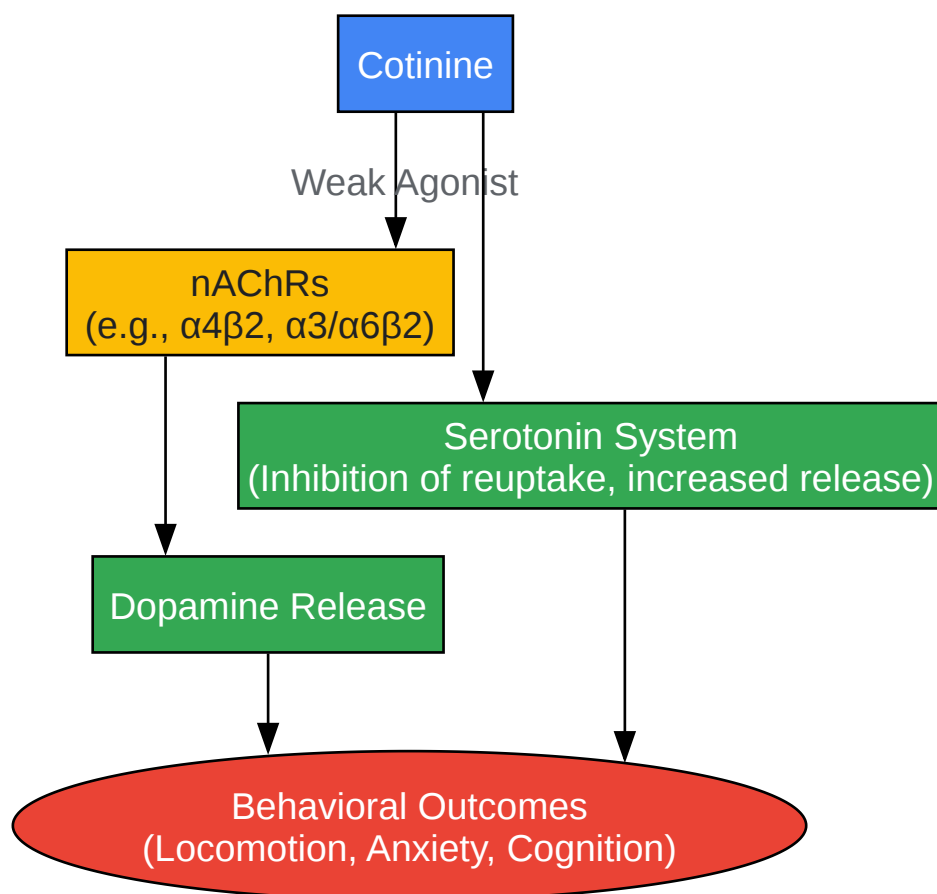 Cotinine
Weak Agonist
nAChRs
(e.g., α4β2, α3/α6β2)
Serotonin System
(Inhibition of reuptake, increased release)
Dopamine Release
Behavioral Outcomes
(Locomotion, Anxiety, Cognition)